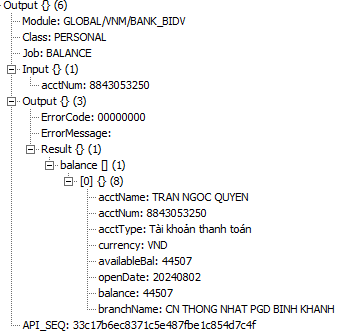 Output {} (6)
Module: GLOBAL/VNM/BANK_BIDV
Class: PERSONAL
Job: BALANCE
Input {} (1)
acctNum: 8843053250
Output {} (3)
ErrorCode: 00000000
ErrorMessage:
Result {} (1)
balance [] (1)
[0] {} (8)
acctName: TRAN NGOC QUYEN
acctNum: 8843053250
acctType: Tài khoản thanh toán
currency: VND
availableBal: 44507
openDate: 20240802
balance: 44507
branchName: CN THONG NHAT PGD BINH KHANH
API_SEQ: 33c17b6ec8371c5e487fbe1c854d7c4f